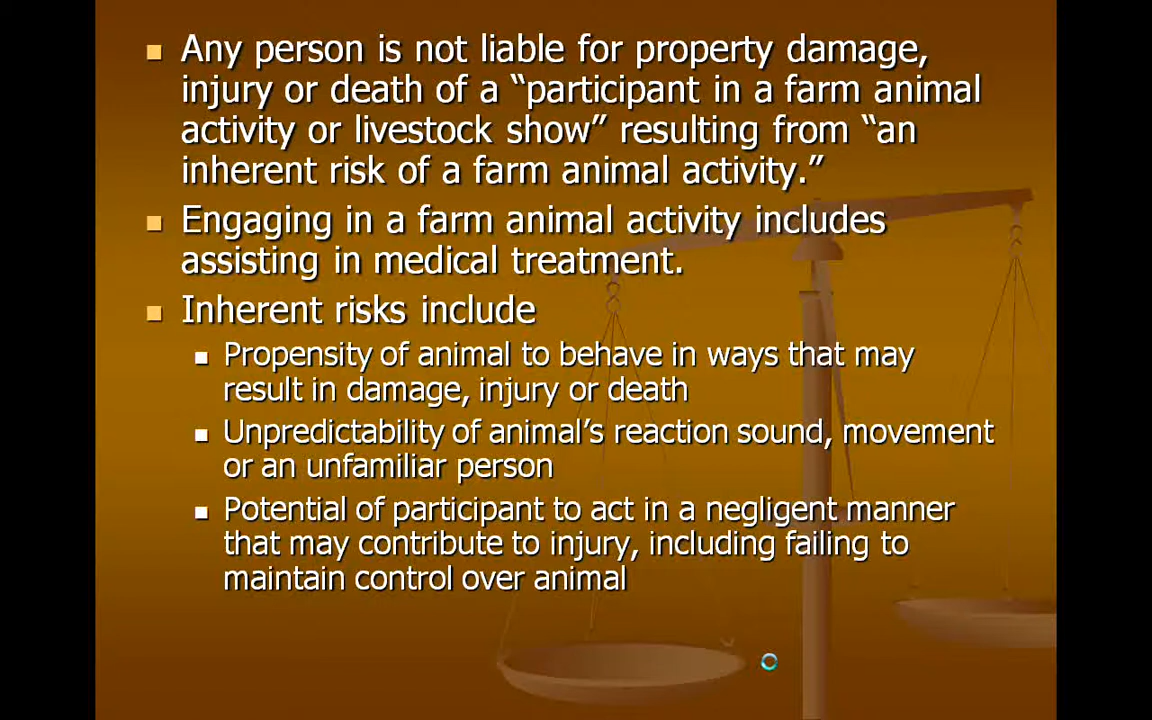 Any person is not liable for property damage,
injury or death of a “participant in a farm animal
activity or livestock show” resulting from “an
inherent risk of a farm animal activity.”
Engaging in a farm animal activity includes
assisting in medical treatment.
Inherent risks include
Propensity of animal to behave in ways that may
result in damage, injury or death
Unpredictability of animal’s reaction sound, movement
or an unfamiliar person
Potential of participant to act in a negligent manner
that may contribute to injury, including failing to
maintain control over animal